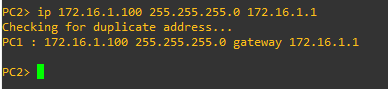 PC2> ip 172.16.1.100 255.255.255.0 172.16.1.1
Checking for duplicate address...
PC1 : 172.16.1.100 255.255.255.0 gateway 172.16.1.1
PC2>